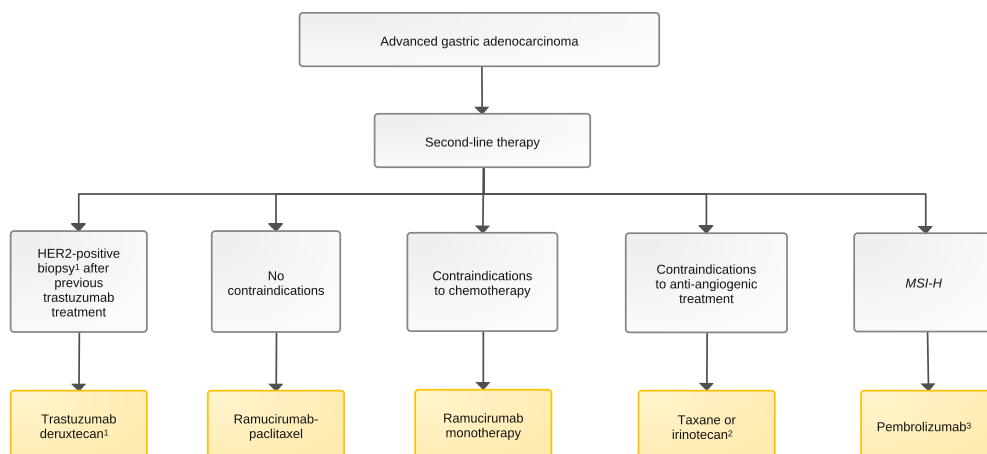 Advanced gastric adenocarcinoma
Second-line therapy
HER2-positive
biopsy¹ after
previous
trastuzumab
treatment
No
contraindications
Contraindications
to chemotherapy
Contraindications
to anti-angiogenic
treatment
MSI-H
Trastuzumab
deruxtecan¹
Ramucirumab-
paclitaxel
Ramucirumab
monotherapy
Taxane or
irinotecan²
Pembrolizumab³